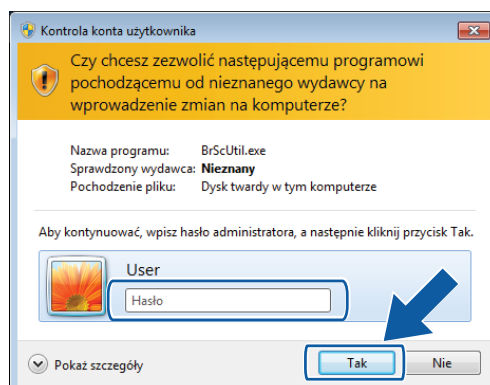 Kontrola konta użytkownika
Czy chcesz zezwolić następującemu programowi
pochodzącemu od nieznanego wydawcy na
wprowadzenie zmian na komputerze?
Nazwa programu: BrScUtil.exe
Sprawdzony wydawca: Nieznany
Pochodzenie pliku: Dysk twardy w tym komputerze
Aby kontynuować, wpisz hasło administratora, a następnie kliknij przycisk Tak.
User
Hasło
Pokaż szczegóły
Tak
Nie